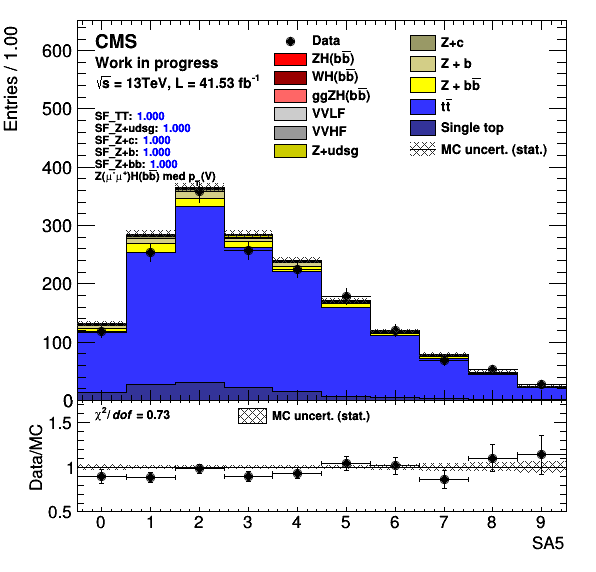 Entries / 1.00
600
500
400
300
200
100
0
CMS
Work in progress
√s = 13TeV, L = 41.53 fb⁻¹
SF_TT: 1.000
SF_Z+udsg: 1.000
SF_Z+c: 1.000
SF_Z+b: 1.000
SF_Z+bb: 1.000
Z(μ⁻μ⁺)H(bb̅) med p_T(V)
Data
ZH(bb̅)
WH(bb̅)
ggZH(bb̅)
VVLF
VVHF
Z+udsg
Z+c
Z + b
Z + bb̅
tt̅
Single top
MC uncert. (stat.)
Data/MC
1.5
1
0.5
χ²/dof = 0.73
MC uncert. (stat.)
0 1 2 3 4 5 6 7 8 9
SA5